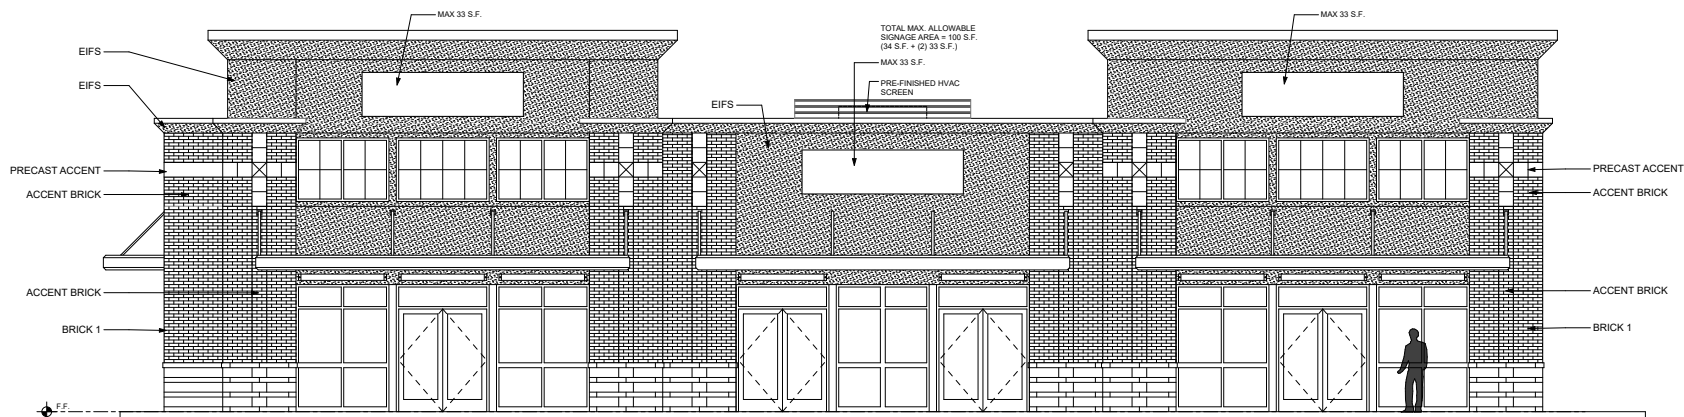 MAX 33 S.F.
MAX 33 S.F.
TOTAL MAX. ALLOWABLE
SIGNAGE AREA = 100 S.F.
(34 S.F. + (2) 33 S.F.)
MAX 33 S.F.
PRE-FINISHED HVAC
SCREEN
EIFS
EIFS
EIFS
PRECAST ACCENT
ACCENT BRICK
ACCENT BRICK
BRICK 1
PRECAST ACCENT
ACCENT BRICK
ACCENT BRICK
BRICK 1
F.F.